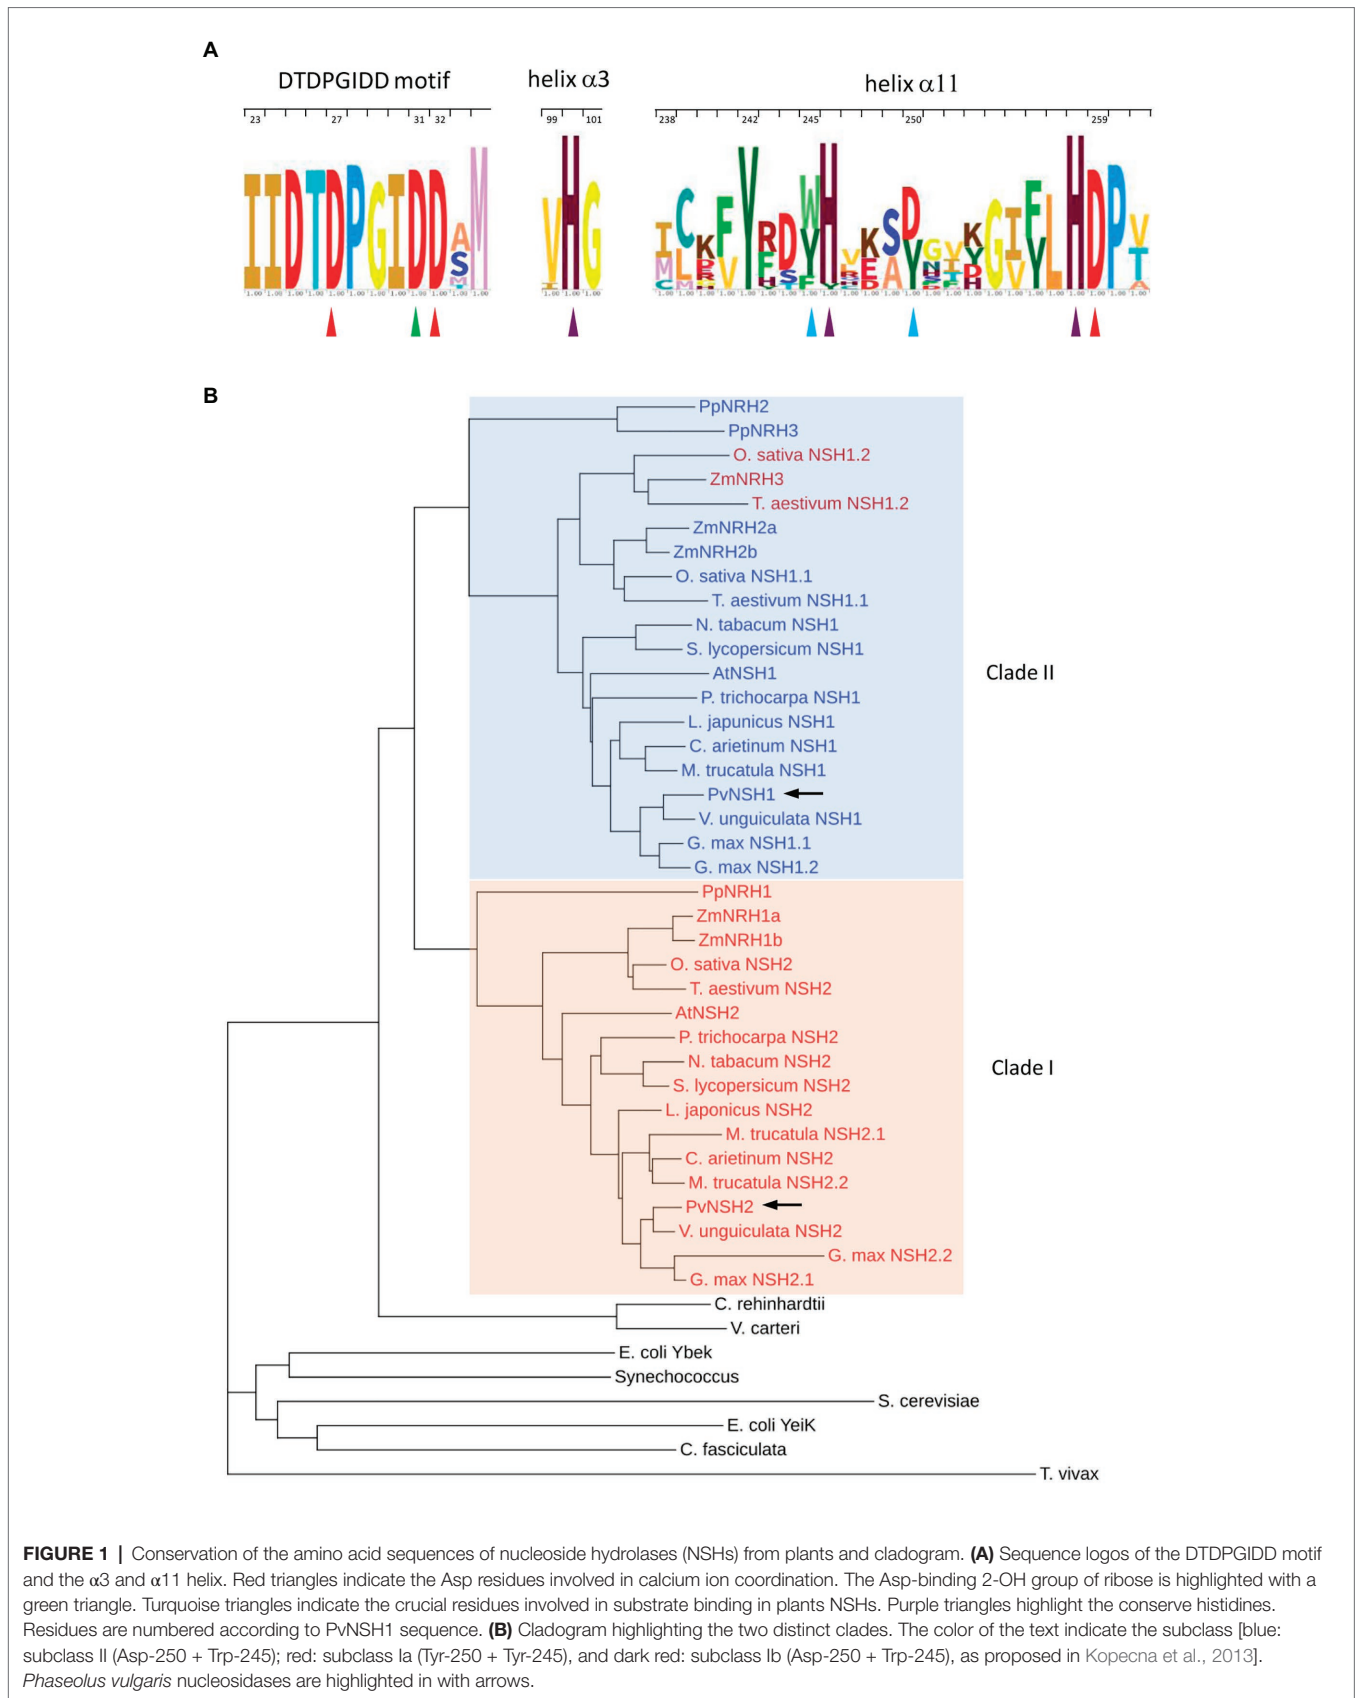 A
DTDPGIDD motif
helix α3
helix α11
23 27 31 32
99 101
238 242 245 250 259
IIDTDPGIDD M
A
S
V H G
B
PpNRH2
PpNRH3
O. sativa NSH1.2
ZmNRH3
T. aestivum NSH1.2
ZmNRH2a
ZmNRH2b
O. sativa NSH1.1
T. aestivum NSH1.1
N. tabacum NSH1
S. lycopersicum NSH1
AtNSH1
P. trichocarpa NSH1
L. japunicus NSH1
C. arietinum NSH1
M. trucatula NSH1
PvNSH1
V. unguiculata NSH1
G. max NSH1.1
G. max NSH1.2
Clade II
PpNRH1
ZmNRH1a
ZmNRH1b
O. sativa NSH2
T. aestivum NSH2
AtNSH2
P. trichocarpa NSH2
N. tabacum NSH2
S. lycopersicum NSH2
L. japonicus NSH2
M. trucatula NSH2.1
C. arietinum NSH2
M. trucatula NSH2.2
PvNSH2
V. unguiculata NSH2
G. max NSH2.2
G. max NSH2.1
Clade I
C. rehinhardtii
V. carteri
E. coli Ybek
Synechococcus
S. cerevisiae
E. coli YeiK
C. fasciculata
T. vivax
FIGURE 1 | Conservation of the amino acid sequences of nucleoside hydrolases (NSHs) from plants and cladogram. (A) Sequence logos of the DTDPGIDD motif
and the α3 and α11 helix. Red triangles indicate the Asp residues involved in calcium ion coordination. The Asp-binding 2-OH group of ribose is highlighted with a
green triangle. Turquoise triangles indicate the crucial residues involved in substrate binding in plants NSHs. Purple triangles highlight the conserve histidines.
Residues are numbered according to PvNSH1 sequence. (B) Cladogram highlighting the two distinct clades. The color of the text indicate the subclass [blue:
subclass II (Asp-250 + Trp-245); red: subclass Ia (Tyr-250 + Tyr-245), and dark red: subclass Ib (Asp-250 + Trp-245), as proposed in Kopecna et al., 2013].
Phaseolus vulgaris nucleosidases are highlighted in with arrows.